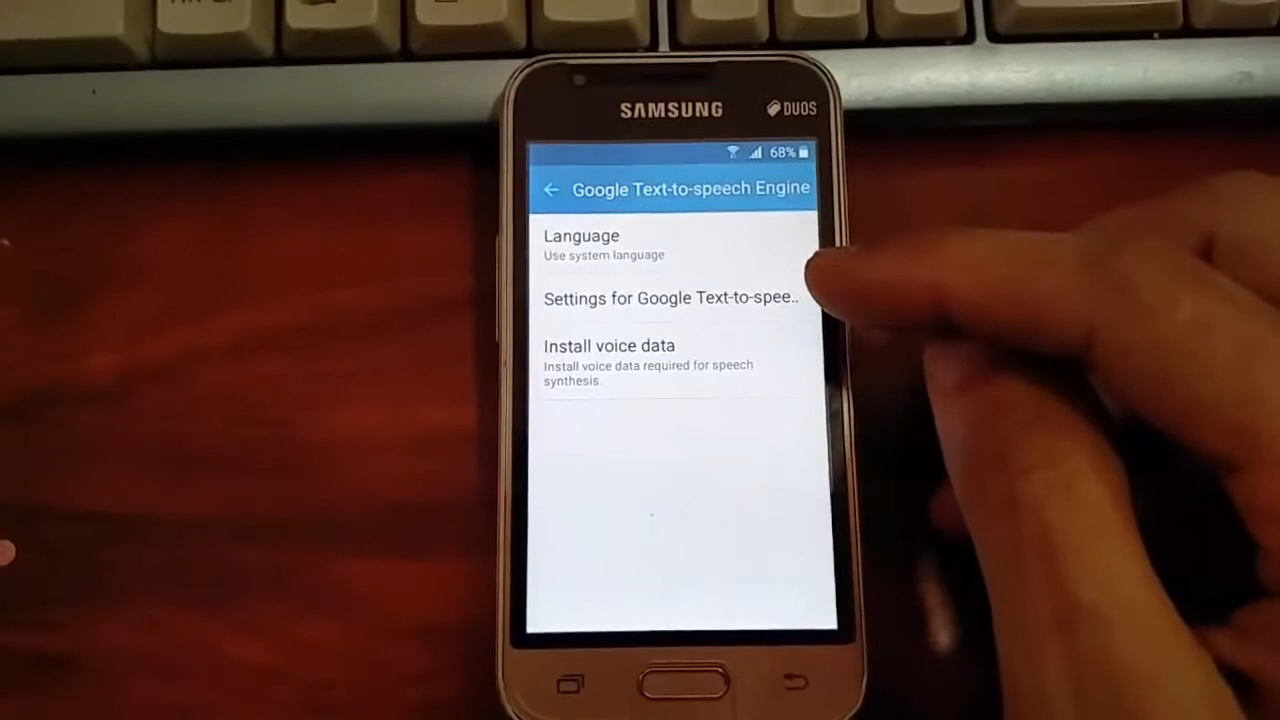 SAMSUNG
DUOS
68%
Google Text-to-speech Engine
Language
Use system language
Settings for Google Text-to-spee..
Install voice data
Install voice data required for speech
synthesis.